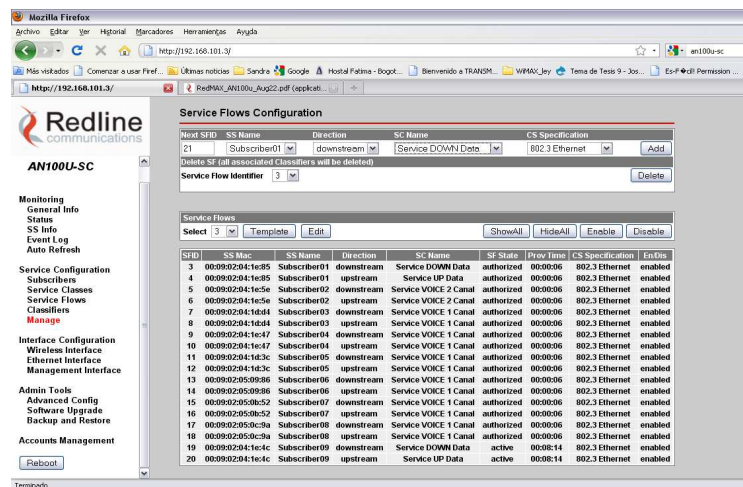 Mozilla Firefox
Archivo Editar Ver Historial Marcadores Herramientas Ayuda
http://192.168.101.3/
an100u-sc
Más visitados Comenzar a usar Firef... Últimas noticias Sandra Google Hostal Fatima - Bogot... Bienvenido a TRANSM... WiMAX_ley Tema de Tesis 9 - Jos... Permission ...
http://192.168.101.3/ RedMAX_AN100u_Aug22.pdf (applicati...
Redline
communications
AN100U-SC
Monitoring
General Info
Status
SS Info
Event Log
Auto Refresh
Service Configuration
Subscribers
Service Classes
Service Flows
Classifiers
Manage
Interface Configuration
Wireless Interface
Ethernet Interface
Management Interface
Admin Tools
Advanced Config
Software Upgrade
Backup and Restore
Accounts Management
Reboot
Service Flows Configuration
Next SFID SS Name Direction SC Name CS Specification
21 Subscriber01 downstream Service DOWN Data 802.3 Ethernet Add
Delete SF (all associated Classifiers will be deleted)
Service Flow Identifier 3 Delete
Service Flows
Select 3 Template Edit ShowAll HideAll Enable Disable
SFID SS Mac SS Name Direction SC Name SF State Prov Time CS Specification En/Dis
3 00:09:02:04:1e:85 Subscriber01 downstream Service DOWN Data authorized 00:00:06 802.3 Ethernet enabled
4 00:09:02:04:1e:85 Subscriber01 upstream Service UP Data authorized 00:00:06 802.3 Ethernet enabled
5 00:09:02:04:1e:5e Subscriber02 downstream Service VOICE 2 Canal authorized 00:00:06 802.3 Ethernet enabled
6 00:09:02:04:1e:5e Subscriber02 upstream Service VOICE 2 Canal authorized 00:00:06 802.3 Ethernet enabled
7 00:09:02:04:1d:d4 Subscriber03 downstream Service VOICE 1 Canal authorized 00:00:06 802.3 Ethernet enabled
8 00:09:02:04:1d:d4 Subscriber03 upstream Service VOICE 1 Canal authorized 00:00:06 802.3 Ethernet enabled
9 00:09:02:04:1e:47 Subscriber04 downstream Service VOICE 1 Canal authorized 00:00:06 802.3 Ethernet enabled
10 00:09:02:04:1e:47 Subscriber04 upstream Service VOICE 1 Canal authorized 00:00:06 802.3 Ethernet enabled
11 00:09:02:04:1d:3c Subscriber05 downstream Service VOICE 1 Canal authorized 00:00:06 802.3 Ethernet enabled
12 00:09:02:04:1d:3c Subscriber05 upstream Service VOICE 1 Canal authorized 00:00:06 802.3 Ethernet enabled
13 00:09:02:05:09:86 Subscriber06 downstream Service VOICE 1 Canal authorized 00:00:06 802.3 Ethernet enabled
14 00:09:02:05:09:86 Subscriber06 upstream Service VOICE 1 Canal authorized 00:00:06 802.3 Ethernet enabled
15 00:09:02:05:0b:52 Subscriber07 downstream Service VOICE 1 Canal authorized 00:00:06 802.3 Ethernet enabled
16 00:09:02:05:0b:52 Subscriber07 upstream Service VOICE 1 Canal authorized 00:00:06 802.3 Ethernet enabled
17 00:09:02:05:0c:9a Subscriber08 downstream Service VOICE 1 Canal authorized 00:00:06 802.3 Ethernet enabled
18 00:09:02:05:0c:9a Subscriber08 upstream Service VOICE 1 Canal authorized 00:00:06 802.3 Ethernet enabled
19 00:09:02:04:1e:4c Subscriber09 downstream Service DOWN Data active 00:08:14 802.3 Ethernet enabled
20 00:09:02:04:1e:4c Subscriber09 upstream Service UP Data active 00:08:14 802.3 Ethernet enabled
Terminado